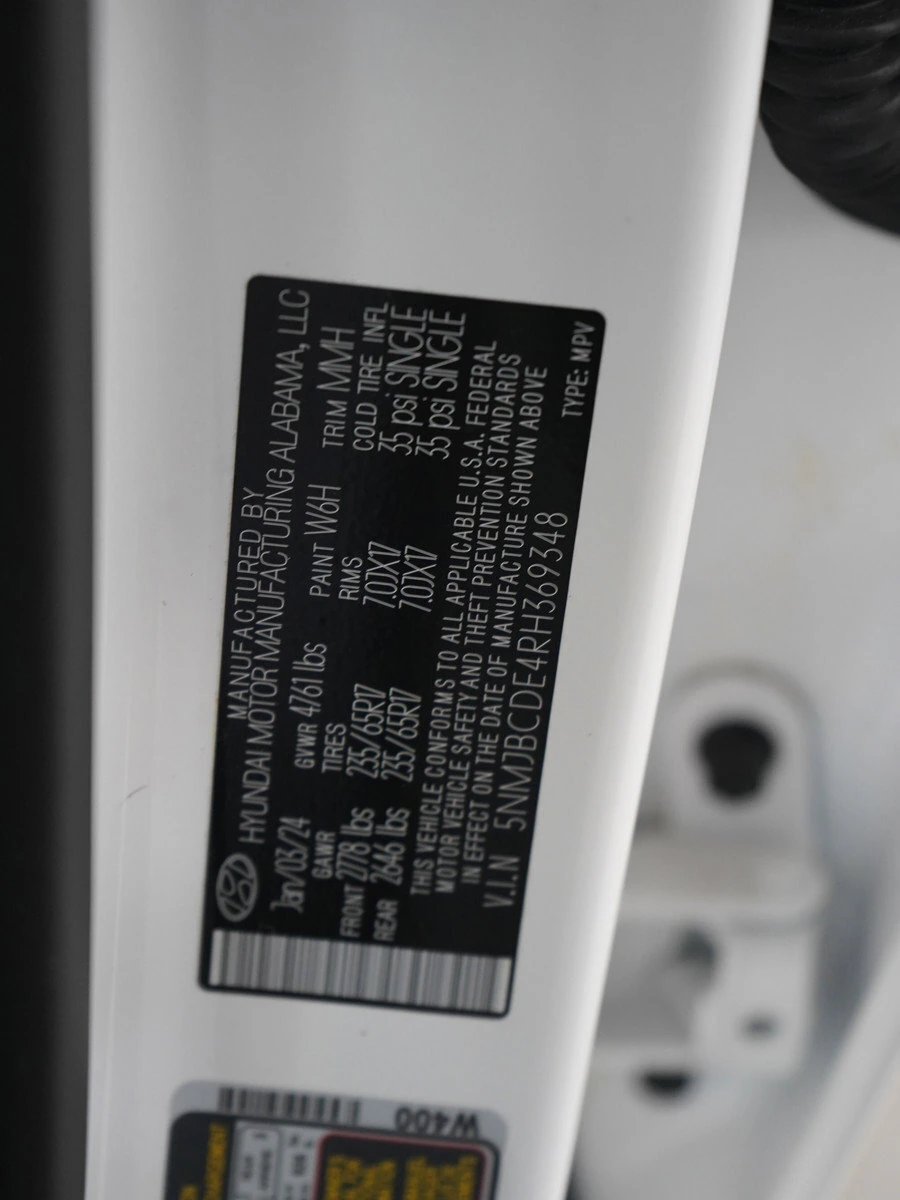 MANUFACTURED BY
HYUNDAI MOTOR MANUFACTURING ALABAMA, LLC
Jan/03/24 GVWR 4761 lbs PAINT W6H TRIM MMH
GAWR TIRES RIMS COLD TIRE INFL
FRONT 2778 lbs 235/65R17 7.0JX17 35 psi SINGLE
REAR 2646 lbs 235/65R17 7.0JX17 35 psi SINGLE
THIS VEHICLE CONFORMS TO ALL APPLICABLE U.S.A. FEDERAL
MOTOR VEHICLE SAFETY AND THEFT PREVENTION STANDARDS
IN EFFECT ON THE DATE OF MANUFACTURE SHOWN ABOVE
V.I.N 5NMJBCDE4RH369348 TYPE: MPV
W400